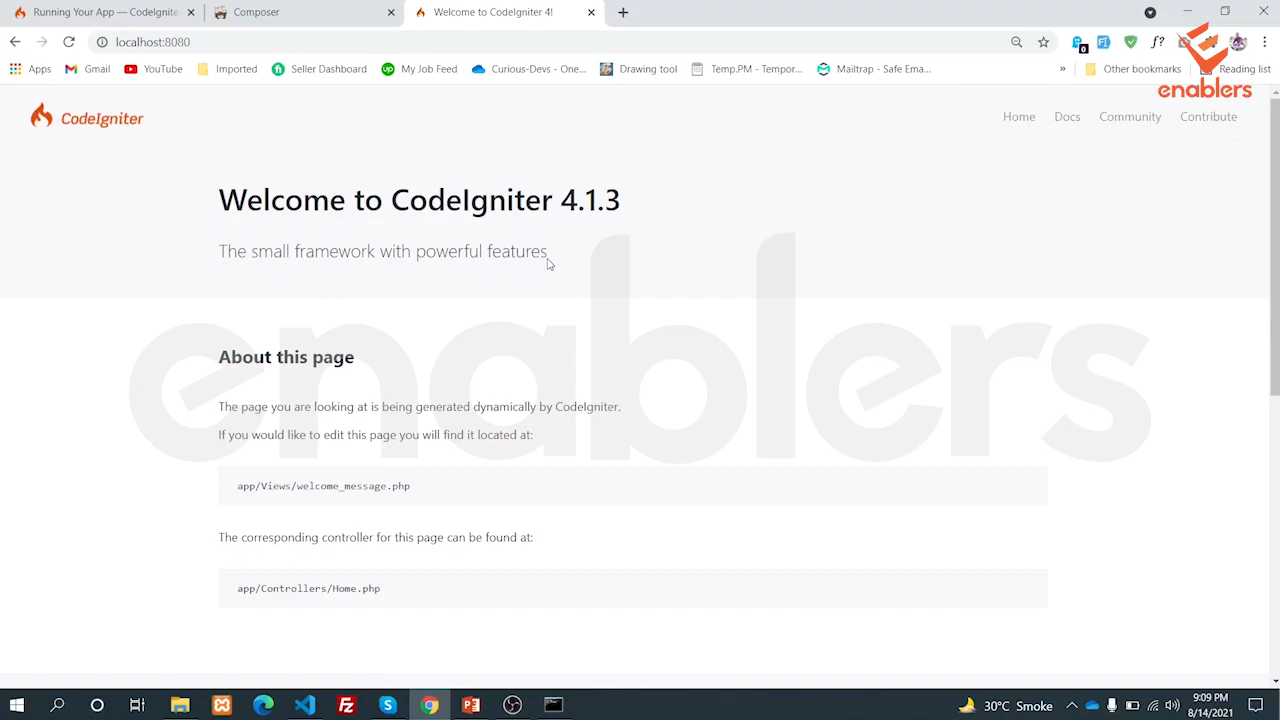 Running Your App — CodeIgnite
Composer
Welcome to CodeIgniter 4!
localhost:8080
0
f?
Apps
Gmail
YouTube
Imported
Seller Dashboard
My Job Feed
Curious-Devs - One...
Drawing tool
Temp.PM - Tempor...
Mailtrap - Safe Ema...
»
Other bookmarks
Reading list
enablers
CodeIgniter
Home
Docs
Community
Contribute
Welcome to CodeIgniter 4.1.3
The small framework with powerful features
enablers
About this page
The page you are looking at is being generated dynamically by CodeIgniter.
If you would like to edit this page you will find it located at:
app/Views/welcome_message.php
The corresponding controller for this page can be found at:
app/Controllers/Home.php
30°C Smoke
9:09 PM
8/14/2021